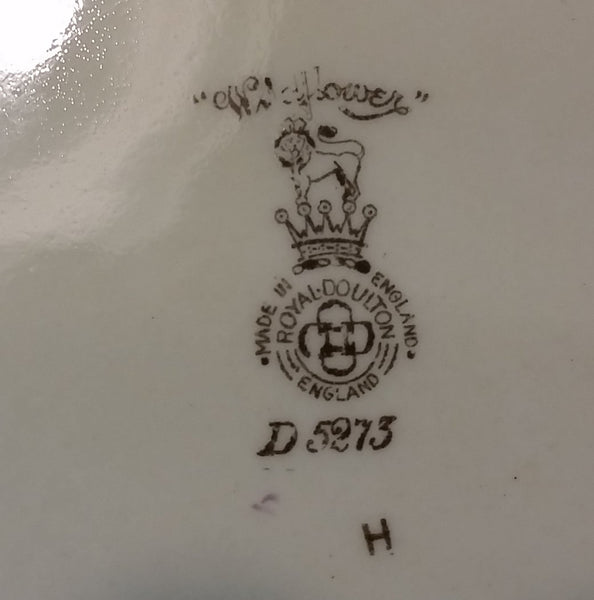 "Wildflower"
MADE IN ENGLAND
ROYAL·DOULTON
ENGLAND
D 5273
H